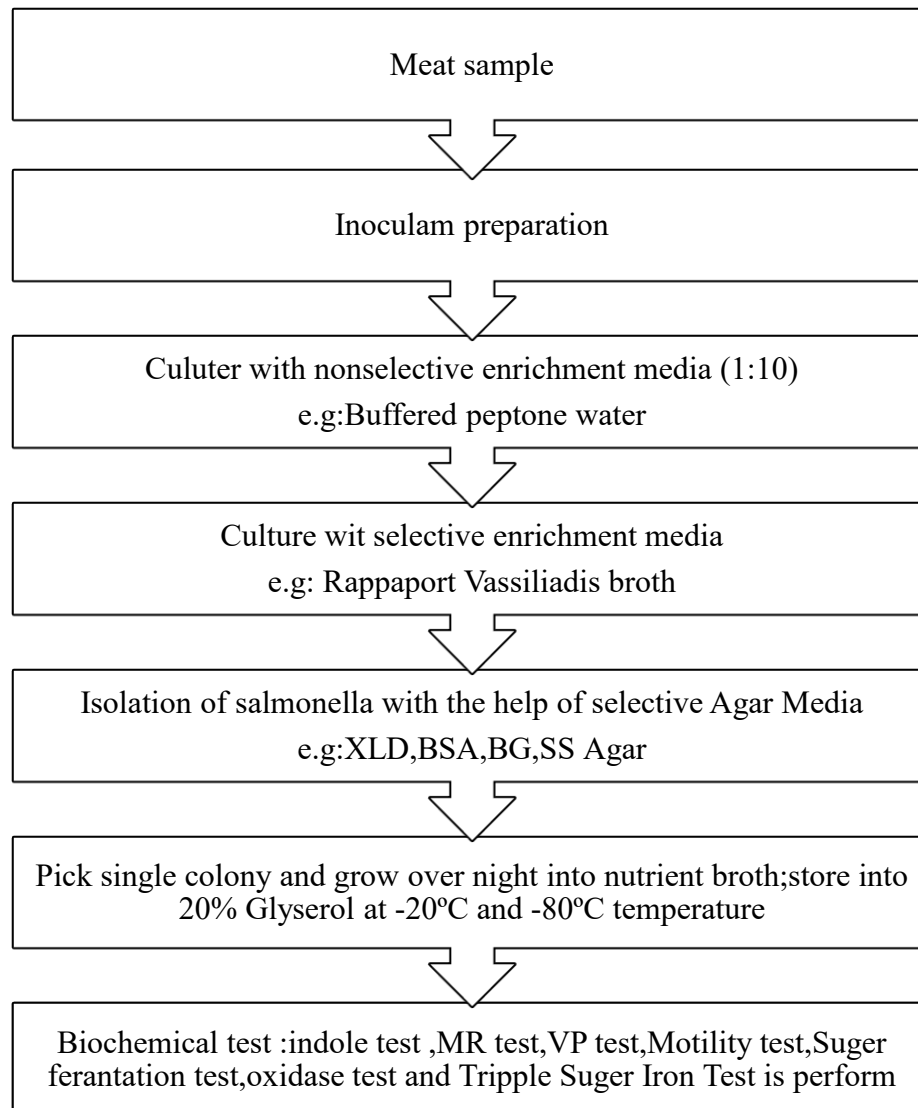 Meat sample
Inoculam preparation
Culuter with nonselective enrichment media (1:10)
e.g:Buffered peptone water
Culture wit selective enrichment media
e.g: Rappaport Vassiliadis broth
Isolation of salmonella with the help of selective Agar Media
e.g:XLD,BSA,BG,SS Agar
Pick single colony and grow over night into nutrient broth;store into
20% Glyserol at -20ºC and -80ºC temperature
Biochemical test :indole test ,MR test,VP test,Motility test,Suger
ferantation test,oxidase test and Tripple Suger Iron Test is perform